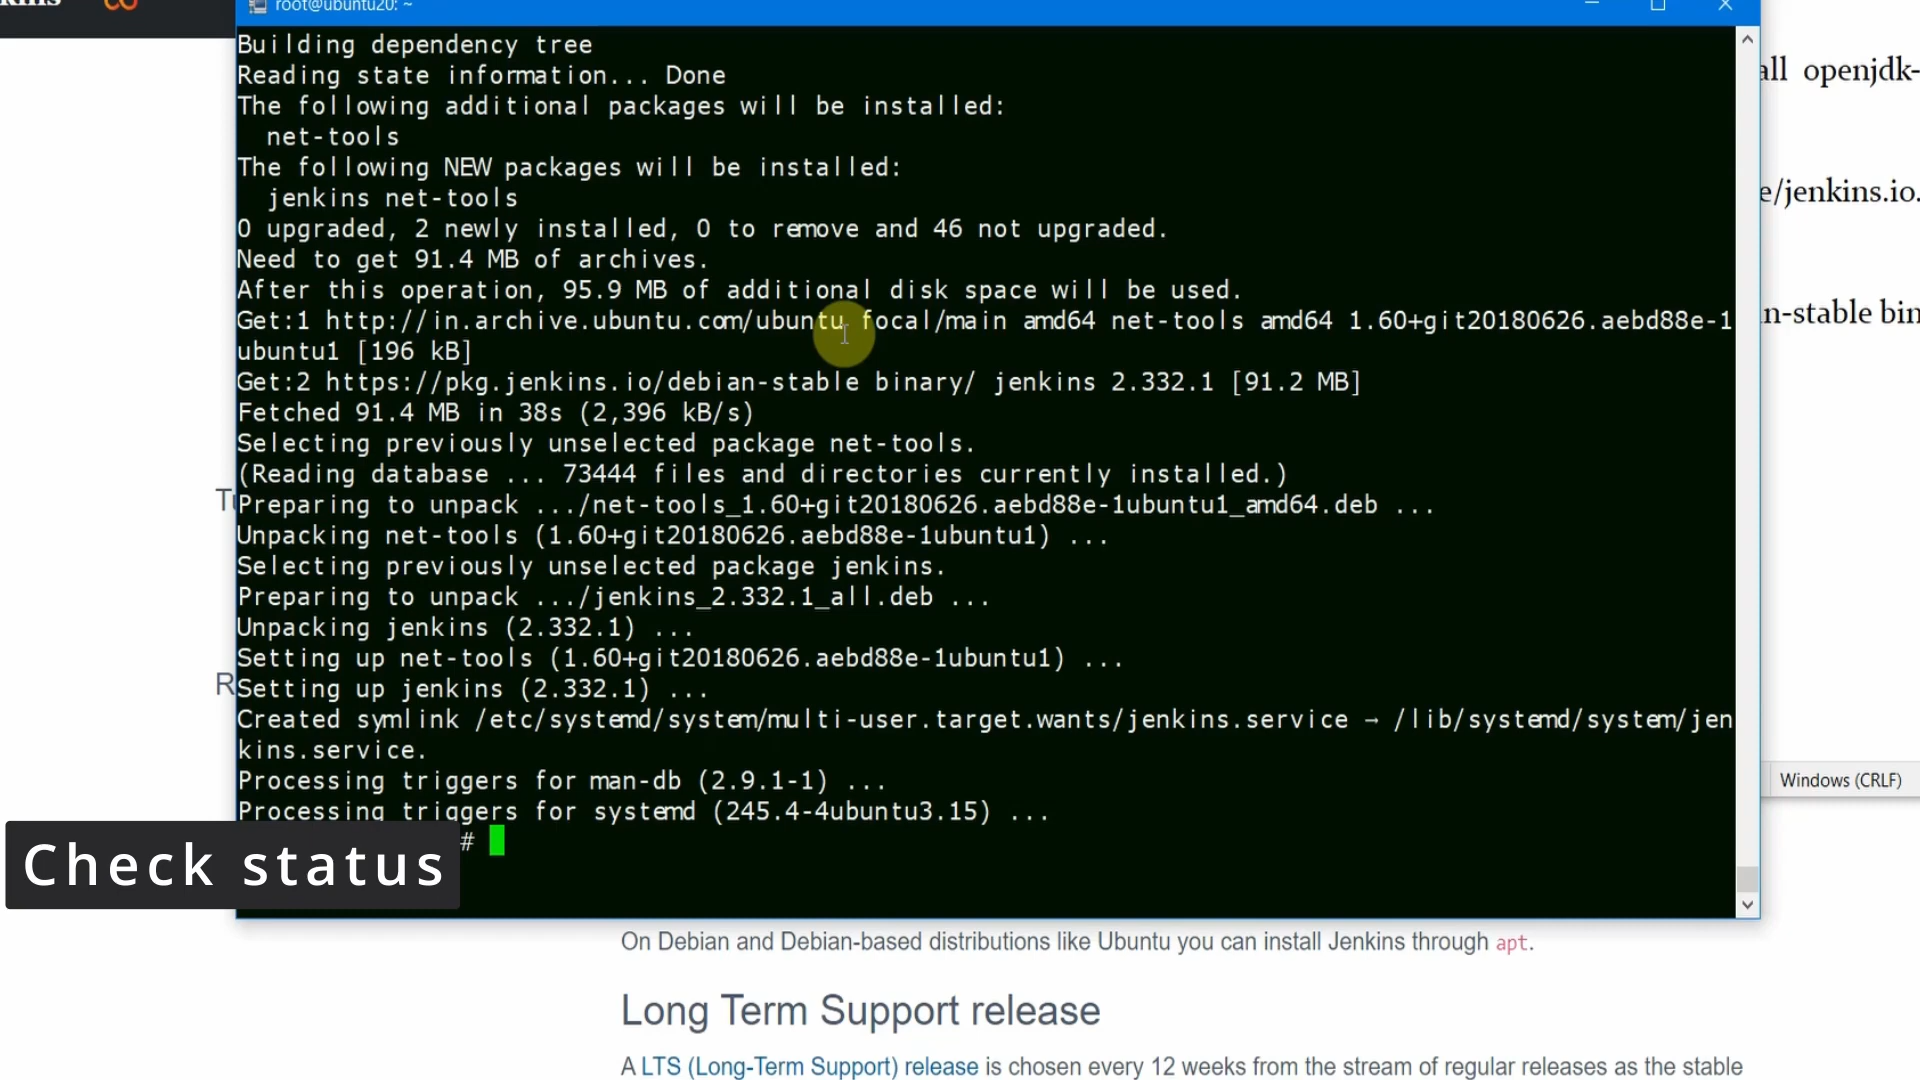 root@ubuntu20: ~
Building dependency tree
Reading state information... Done
The following additional packages will be installed:
net-tools
The following NEW packages will be installed:
jenkins net-tools
0 upgraded, 2 newly installed, 0 to remove and 46 not upgraded.
Need to get 91.4 MB of archives.
After this operation, 95.9 MB of additional disk space will be used.
Get:1 http://in.archive.ubuntu.com/ubuntu focal/main amd64 net-tools amd64 1.60+git20180626.aebd88e-1
ubuntu1 [196 kB]
Get:2 https://pkg.jenkins.io/debian-stable binary/ jenkins 2.332.1 [91.2 MB]
Fetched 91.4 MB in 38s (2,396 kB/s)
Selecting previously unselected package net-tools.
(Reading database ... 73444 files and directories currently installed.)
Preparing to unpack .../net-tools_1.60+git20180626.aebd88e-1ubuntu1_amd64.deb ...
Unpacking net-tools (1.60+git20180626.aebd88e-1ubuntu1) ...
Selecting previously unselected package jenkins.
Preparing to unpack .../jenkins_2.332.1_all.deb ...
Unpacking jenkins (2.332.1) ...
Setting up net-tools (1.60+git20180626.aebd88e-1ubuntu1) ...
Setting up jenkins (2.332.1) ...
Created symlink /etc/systemd/system/multi-user.target.wants/jenkins.service → /lib/systemd/system/jen
kins.service.
Processing triggers for man-db (2.9.1-1) ...
Processing triggers for systemd (245.4-4ubuntu3.15) ...
#
Check status
all openjdk-
e/jenkins.io.
n-stable bin
Windows (CRLF)
On Debian and Debian-based distributions like Ubuntu you can install Jenkins through apt.
Long Term Support release
A LTS (Long-Term Support) release is chosen every 12 weeks from the stream of regular releases as the stable